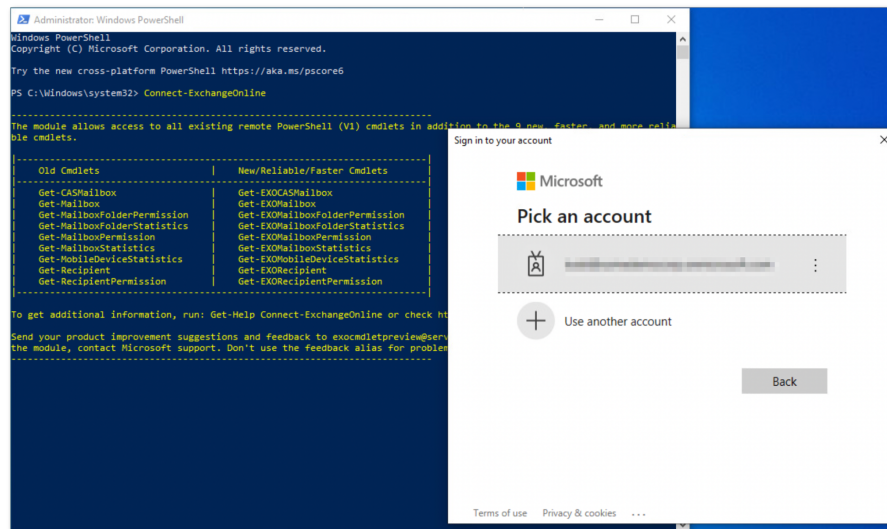 Administrator: Windows PowerShell
Windows PowerShell
Copyright (C) Microsoft Corporation. All rights reserved.
Try the new cross-platform PowerShell https://aka.ms/pscore6
PS C:\Windows\system32> Connect-ExchangeOnline
----------------------------------------------------------------------------
The module allows access to all existing remote PowerShell (V1) cmdlets in addition to the 9 new, faster, and more relia
ble cmdlets.
|--------------------------------------------------------------------------|
| Old Cmdlets | New/Reliable/Faster Cmdlets |
|--------------------------------------------------------------------------|
| Get-CASMailbox | Get-EXOCASMailbox |
| Get-Mailbox | Get-EXOMailbox |
| Get-MailboxFolderPermission | Get-EXOMailboxFolderPermission |
| Get-MailboxFolderStatistics | Get-EXOMailboxFolderStatistics |
| Get-MailboxPermission | Get-EXOMailboxPermission |
| Get-MailboxStatistics | Get-EXOMailboxStatistics |
| Get-MobileDeviceStatistics | Get-EXOMobileDeviceStatistics |
| Get-Recipient | Get-EXORecipient |
| Get-RecipientPermission | Get-EXORecipientPermission |
|--------------------------------------------------------------------------|
To get additional information, run: Get-Help Connect-ExchangeOnline or check ht
Send your product improvement suggestions and feedback to exocmdletpreview@serv
the module, contact Microsoft support. Don't use the feedback alias for problem
----------------------------------------------------------------------------
Sign in to your account
Microsoft
Pick an account
Use another account
Back
Terms of use Privacy & cookies ...